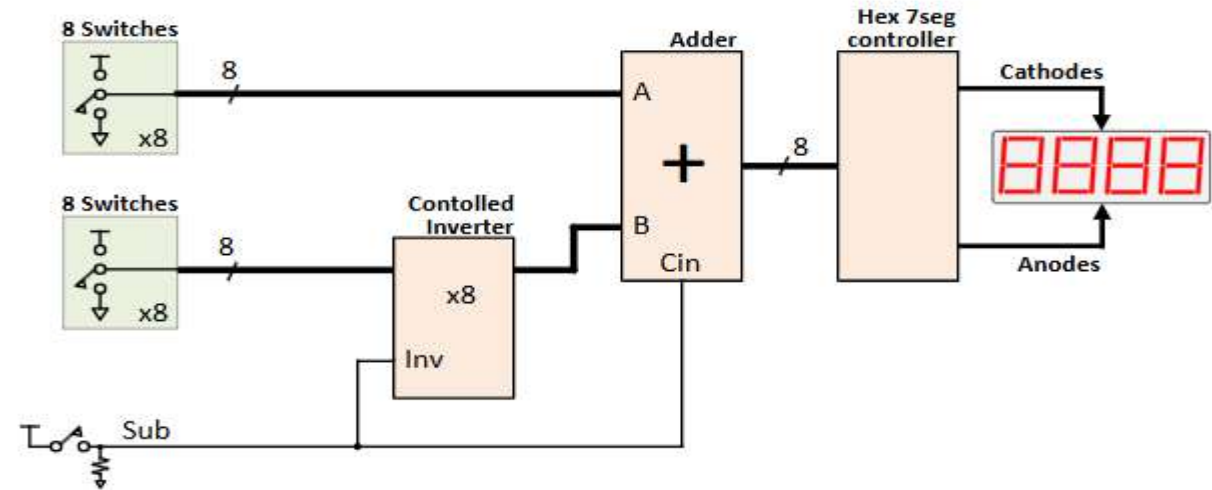 8 Switches
x8
8
8 Switches
x8
8
Contolled
Inverter
x8
Inv
Sub
Adder
A
+
B
Cin
8
Hex 7seg
controller
Cathodes
8888
Anodes